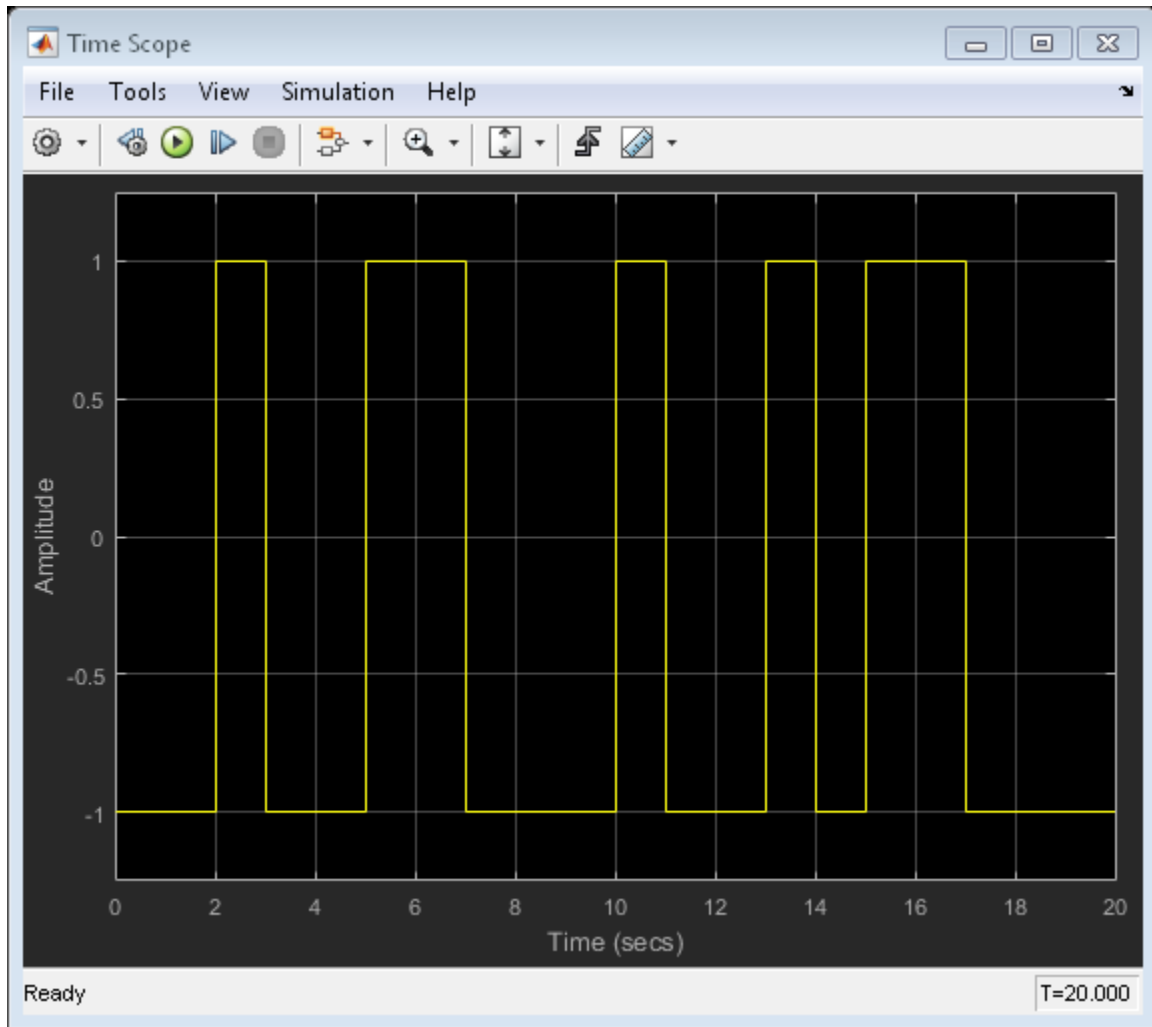 Time Scope
File Tools View Simulation Help
1
0.5
0
-0.5
-1
Amplitude
0 2 4 6 8 10 12 14 16 18 20
Time (secs)
Ready T=20.000